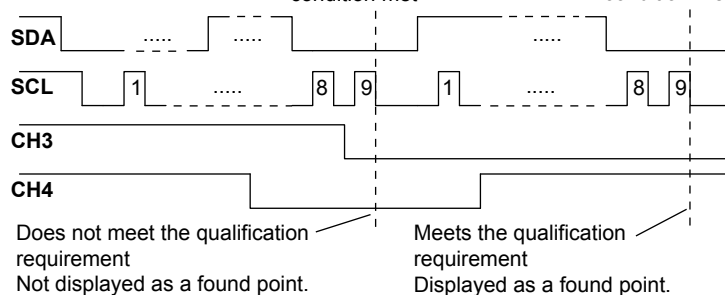 condition met
SDA ..... ..... .....
SCL 1 ..... 8 9 1 ..... 8 9
CH3
CH4
Does not meet the qualification
requirement
Not displayed as a found point.
Meets the qualification
requirement
Displayed as a found point.